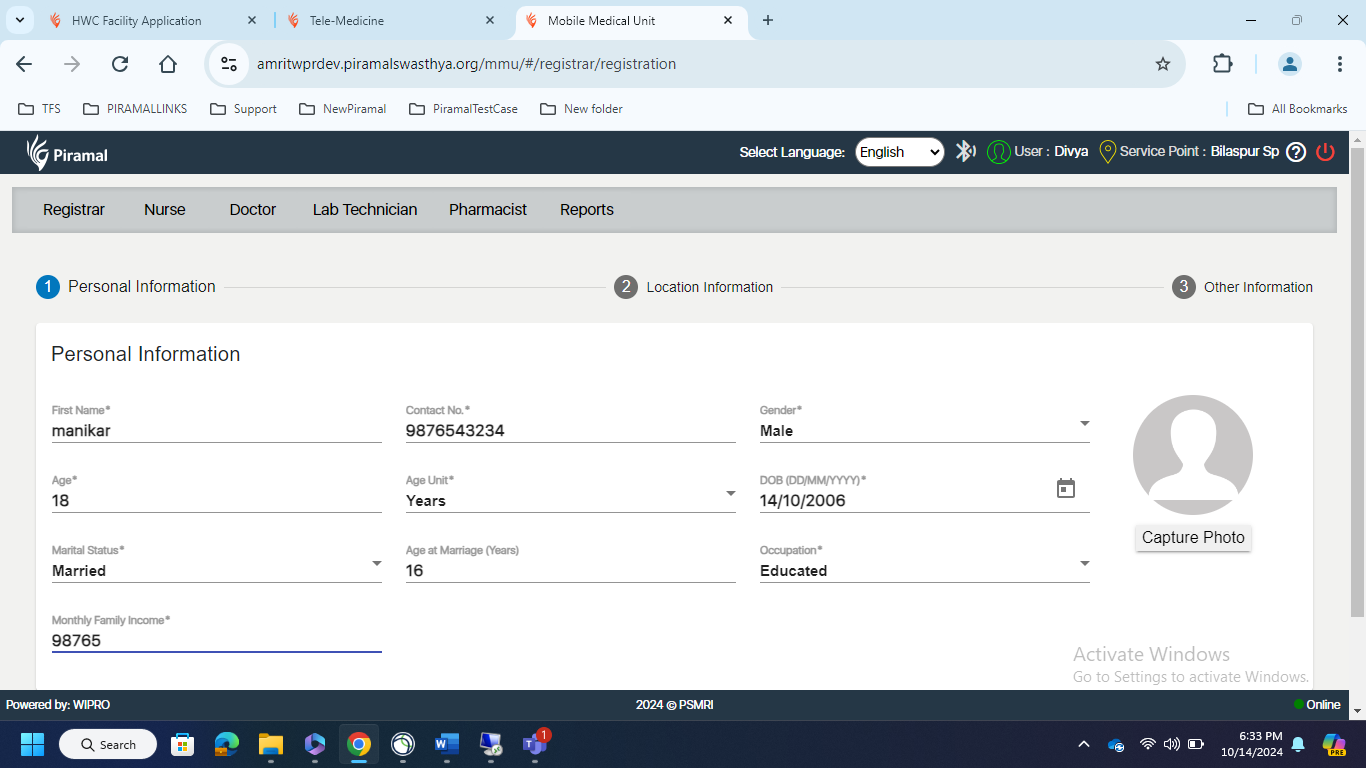 HWC Facility Application
Tele-Medicine
Mobile Medical Unit
amritwprdev.piramalswasthya.org/mmu/#/registrar/registration
TFS PIRAMALLINKS Support NewPiramal PiramalTestCase New folder All Bookmarks
Piramal Select Language: English User : Divya Service Point : Bilaspur Sp
Registrar Nurse Doctor Lab Technician Pharmacist Reports
1 Personal Information 2 Location Information 3 Other Information
Personal Information
First Name* Contact No.* Gender*
manikar 9876543234 Male
Age* Age Unit* DOB (DD/MM/YYYY)*
18 Years 14/10/2006
Capture Photo
Marital Status* Age at Marriage (Years) Occupation*
Married 16 Educated
Monthly Family Income*
98765
Activate Windows
Go to Settings to activate Windows.
Powered by: WIPRO 2024 © PSMRI Online
Search 1 6:33 PM
10/14/2024
PRE